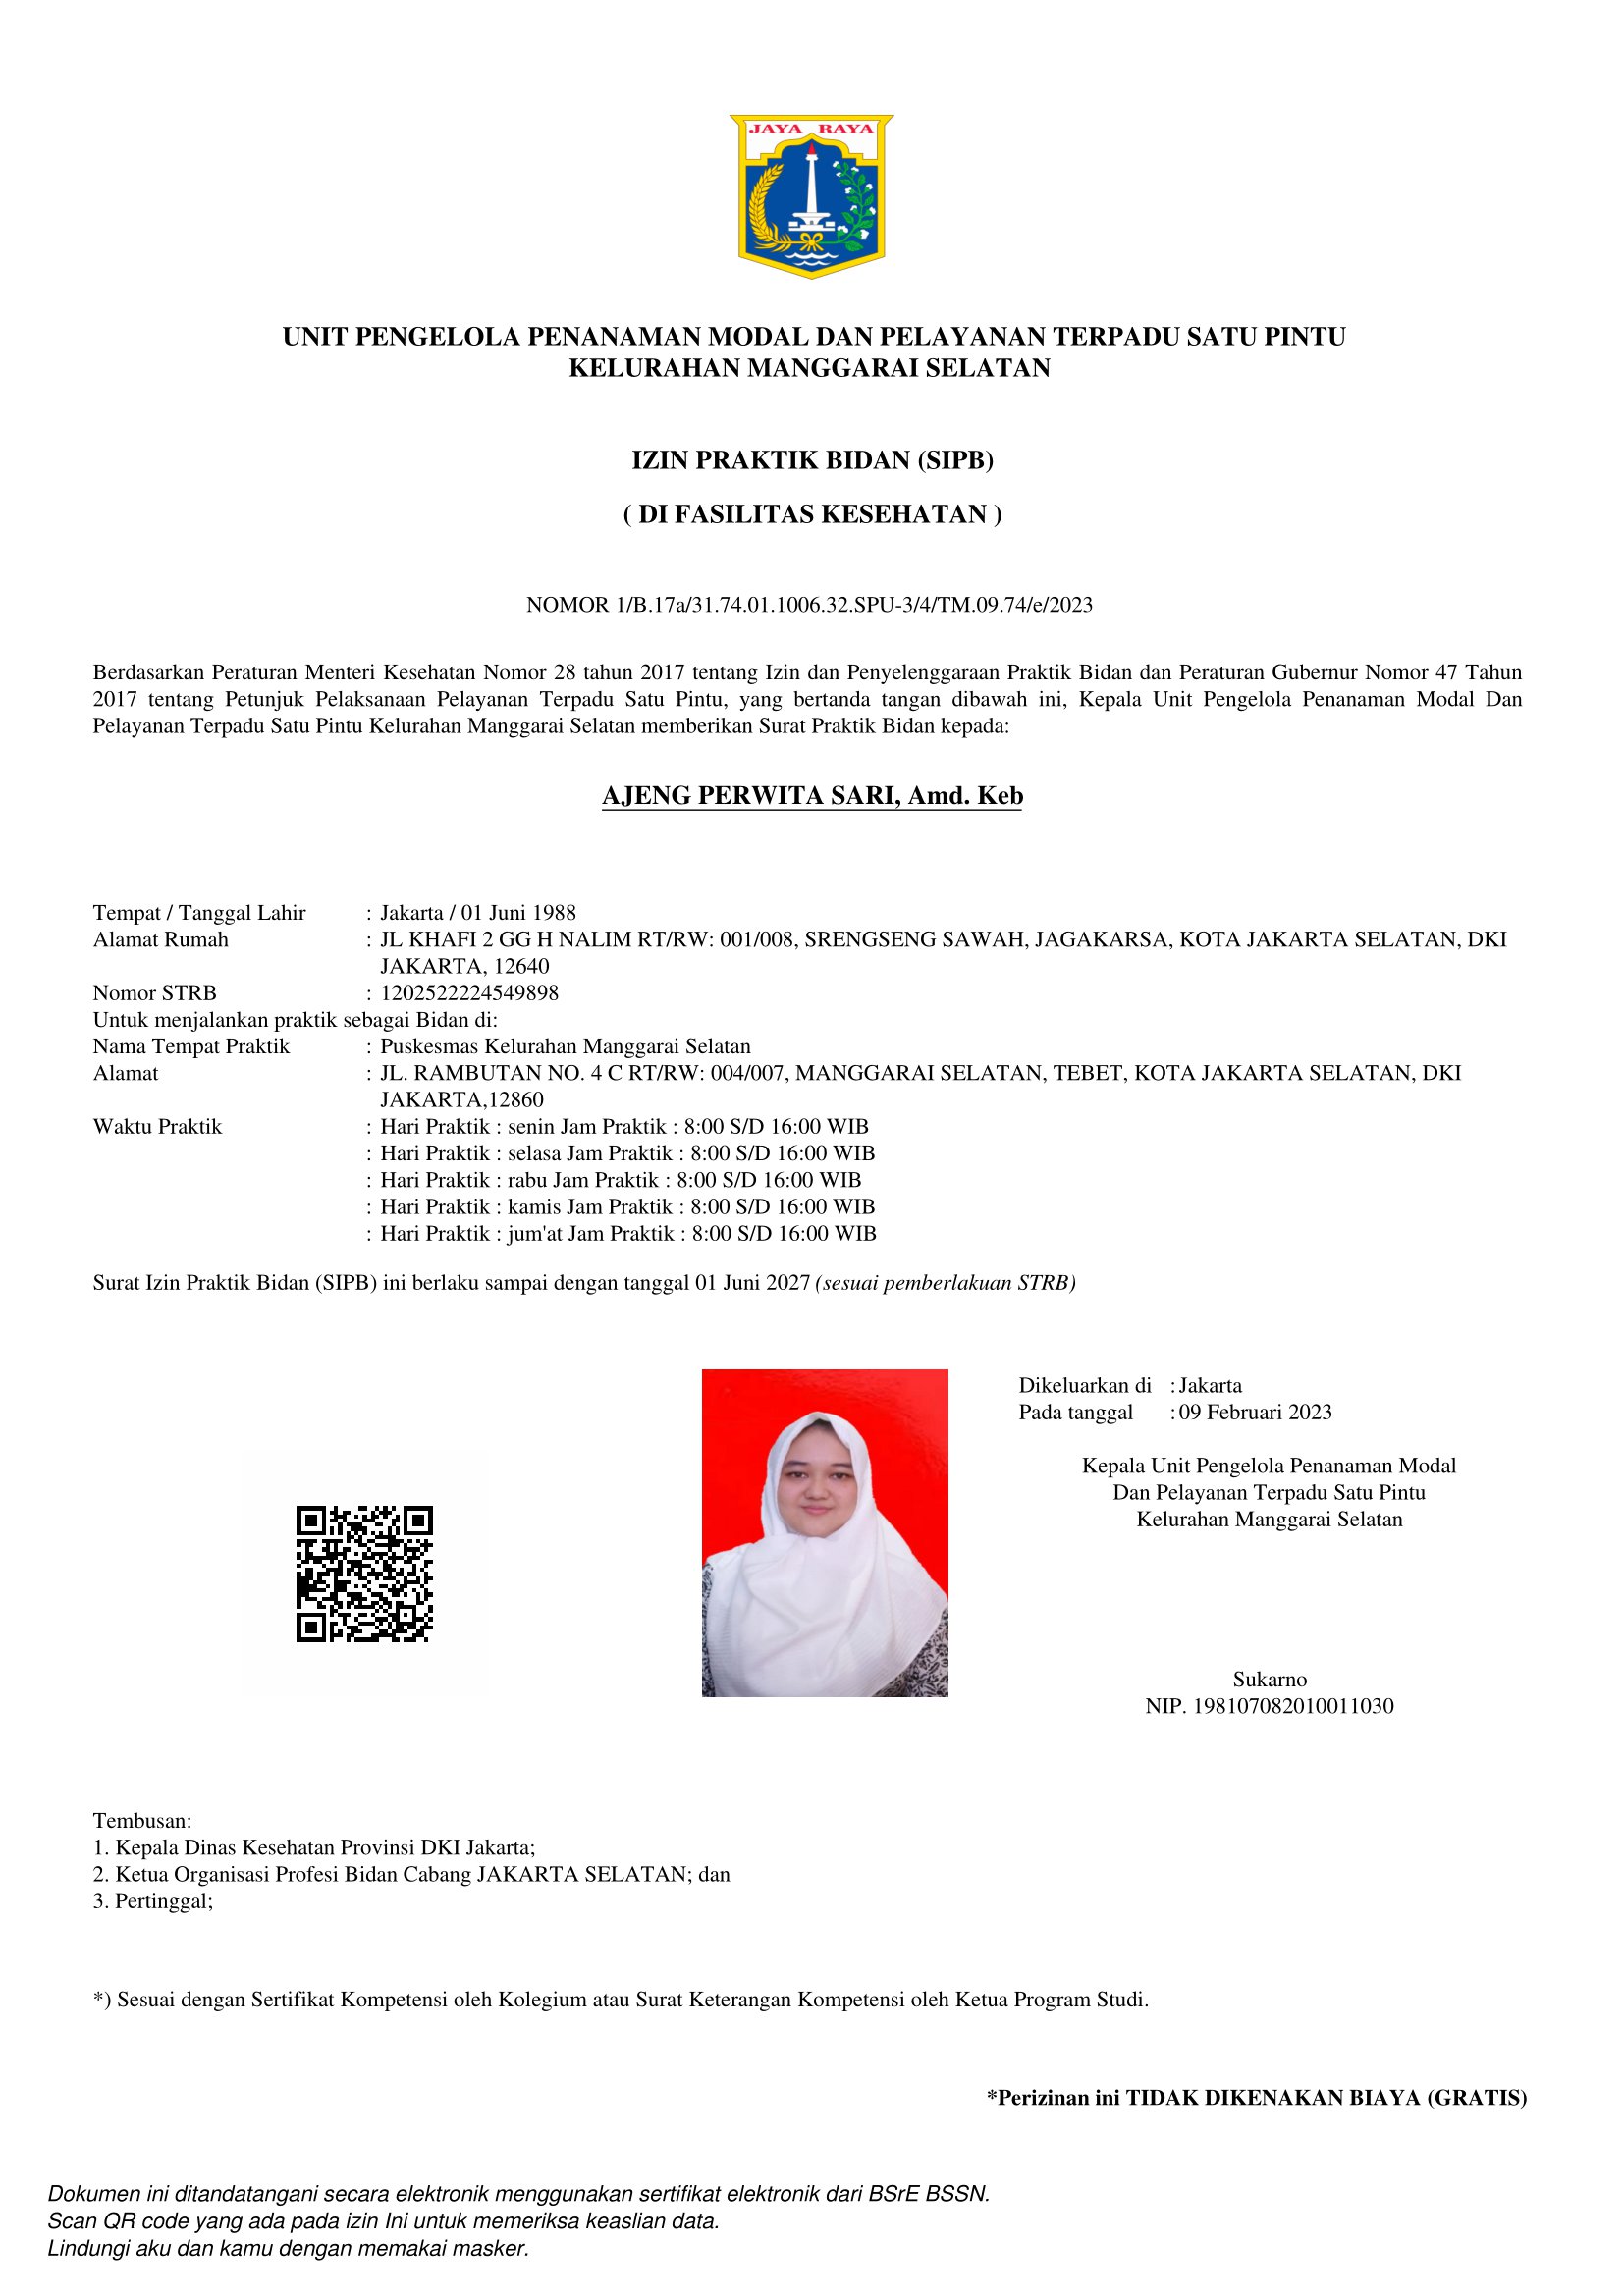 JAYA RAYA
UNIT PENGELOLA PENANAMAN MODAL DAN PELAYANAN TERPADU SATU PINTU
KELURAHAN MANGGARAI SELATAN
IZIN PRAKTIK BIDAN (SIPB)
( DI FASILITAS KESEHATAN )
NOMOR 1/B.17a/31.74.01.1006.32.SPU-3/4/TM.09.74/e/2023
Berdasarkan Peraturan Menteri Kesehatan Nomor 28 tahun 2017 tentang Izin dan Penyelenggaraan Praktik Bidan dan Peraturan Gubernur Nomor 47 Tahun
2017 tentang Petunjuk Pelaksanaan Pelayanan Terpadu Satu Pintu, yang bertanda tangan dibawah ini, Kepala Unit Pengelola Penanaman Modal Dan
Pelayanan Terpadu Satu Pintu Kelurahan Manggarai Selatan memberikan Surat Praktik Bidan kepada:
AJENG PERWITA SARI, Amd. Keb
Tempat / Tanggal Lahir : Jakarta / 01 Juni 1988
Alamat Rumah : JL KHAFI 2 GG H NALIM RT/RW: 001/008, SRENGSENG SAWAH, JAGAKARSA, KOTA JAKARTA SELATAN, DKI
JAKARTA, 12640
Nomor STRB : 1202522224549898
Untuk menjalankan praktik sebagai Bidan di:
Nama Tempat Praktik : Puskesmas Kelurahan Manggarai Selatan
Alamat : JL. RAMBUTAN NO. 4 C RT/RW: 004/007, MANGGARAI SELATAN, TEBET, KOTA JAKARTA SELATAN, DKI
JAKARTA,12860
Waktu Praktik : Hari Praktik : senin Jam Praktik : 8:00 S/D 16:00 WIB
: Hari Praktik : selasa Jam Praktik : 8:00 S/D 16:00 WIB
: Hari Praktik : rabu Jam Praktik : 8:00 S/D 16:00 WIB
: Hari Praktik : kamis Jam Praktik : 8:00 S/D 16:00 WIB
: Hari Praktik : jum'at Jam Praktik : 8:00 S/D 16:00 WIB
Surat Izin Praktik Bidan (SIPB) ini berlaku sampai dengan tanggal 01 Juni 2027 (sesuai pemberlakuan STRB)
Dikeluarkan di : Jakarta
Pada tanggal : 09 Februari 2023
Kepala Unit Pengelola Penanaman Modal
Dan Pelayanan Terpadu Satu Pintu
Kelurahan Manggarai Selatan
Sukarno
NIP. 198107082010011030
Tembusan:
1. Kepala Dinas Kesehatan Provinsi DKI Jakarta;
2. Ketua Organisasi Profesi Bidan Cabang JAKARTA SELATAN; dan
3. Pertinggal;
*) Sesuai dengan Sertifikat Kompetensi oleh Kolegium atau Surat Keterangan Kompetensi oleh Ketua Program Studi.
*Perizinan ini TIDAK DIKENAKAN BIAYA (GRATIS)
Dokumen ini ditandatangani secara elektronik menggunakan sertifikat elektronik dari BSrE BSSN.
Scan QR code yang ada pada izin Ini untuk memeriksa keaslian data.
Lindungi aku dan kamu dengan memakai masker.